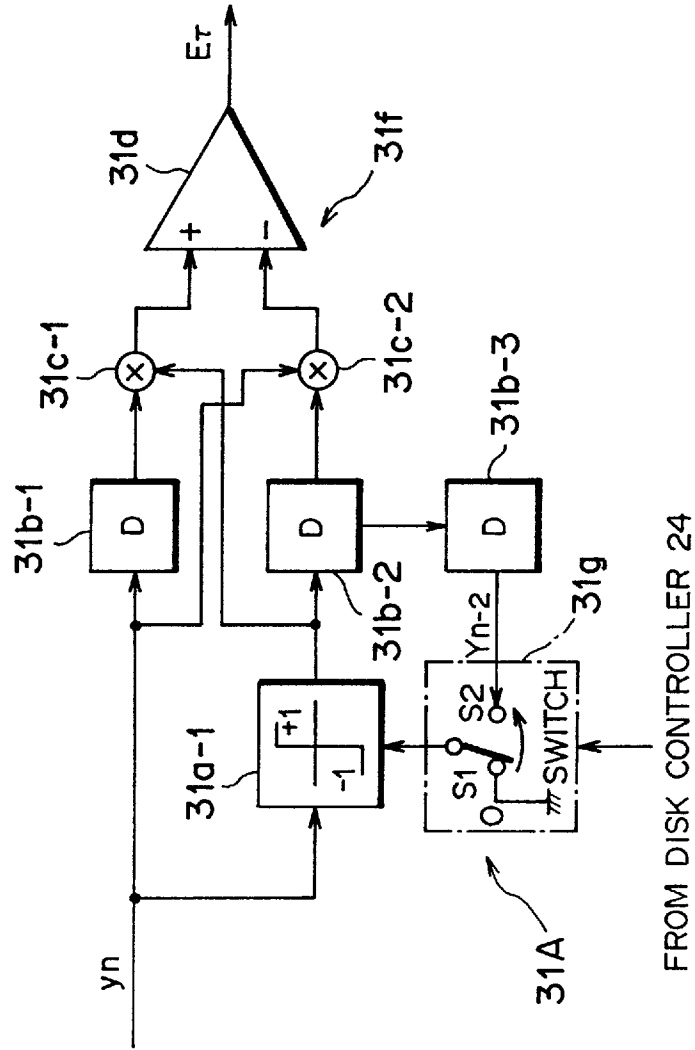 yn
31b-1
D
31c-1
×
31d
+
−
Eτ
31f
31a-1
+1
-1
31b-2
D
31c-2
×
31b-3
D
Yn-2
31g
S1
S2
O
SWITCH
31A
FROM DISK CONTROLLER 24